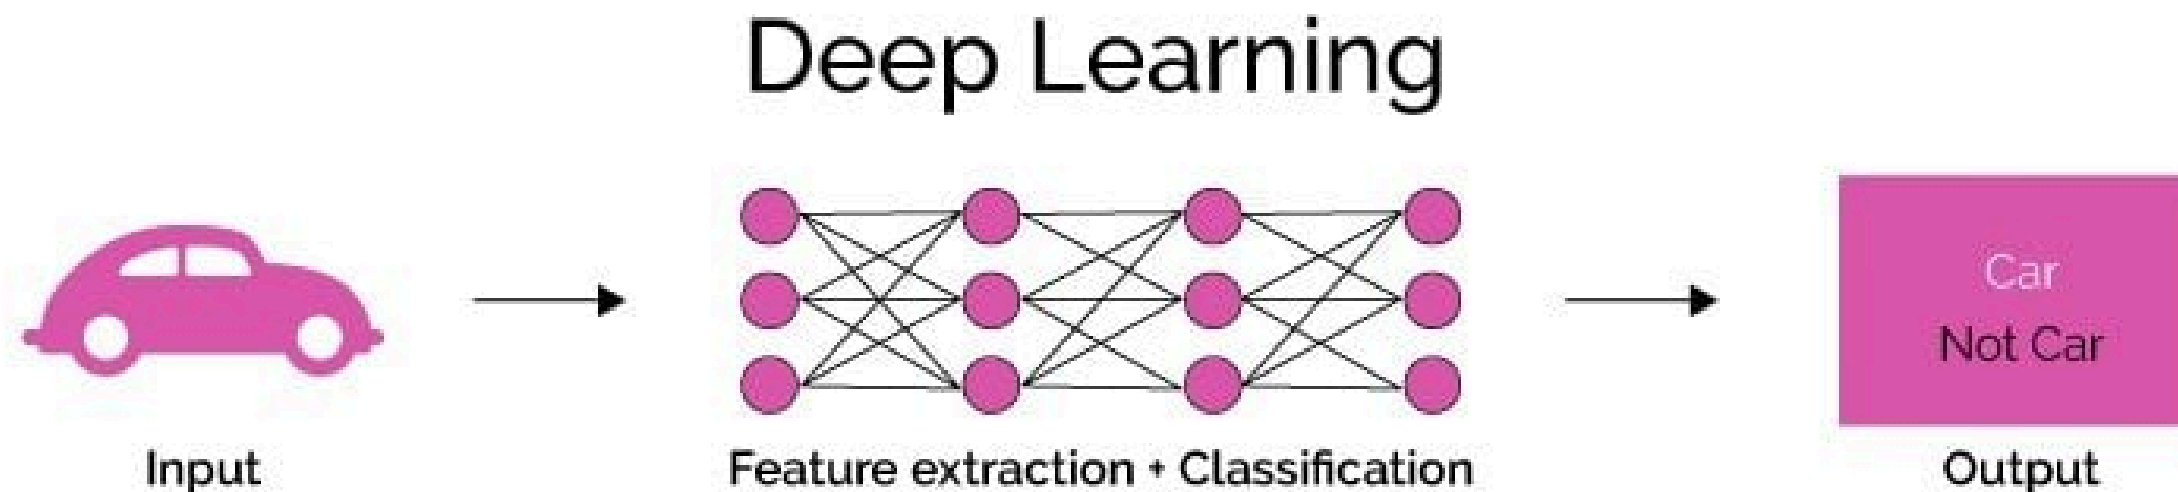 Deep Learning
Car
Not Car
Input
Feature extraction + Classification
Output